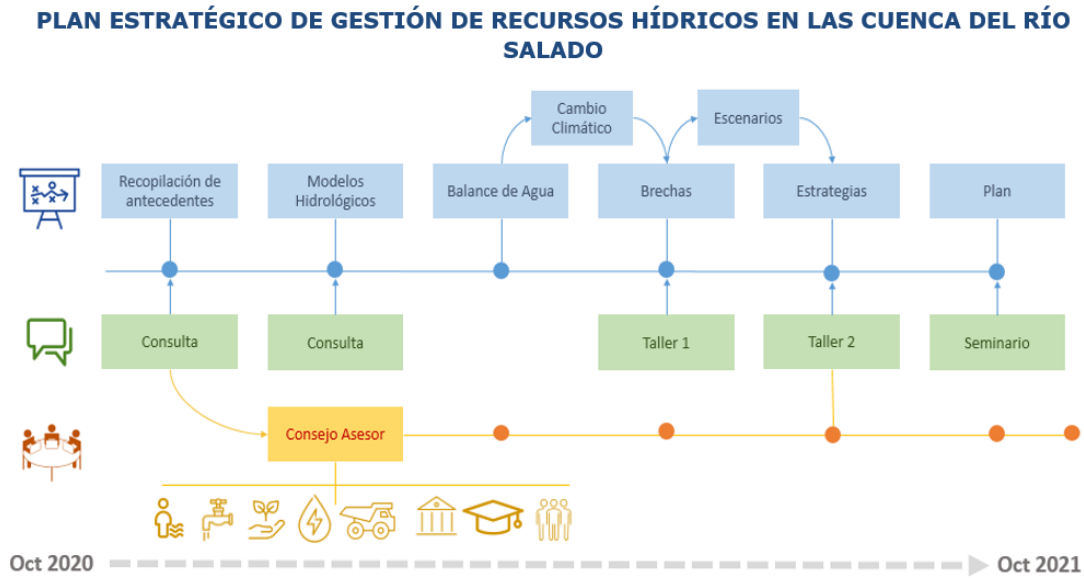 PLAN ESTRATÉGICO DE GESTIÓN DE RECURSOS HÍDRICOS EN LAS CUENCA DEL RÍO
SALADO
Cambio
Climático
Escenarios
Recopilación de
antecedentes
Modelos
Hidrológicos
Balance de Agua
Brechas
Estrategias
Plan
Consulta
Consulta
Taller 1
Taller 2
Seminario
Consejo Asesor
Oct 2020
Oct 2021